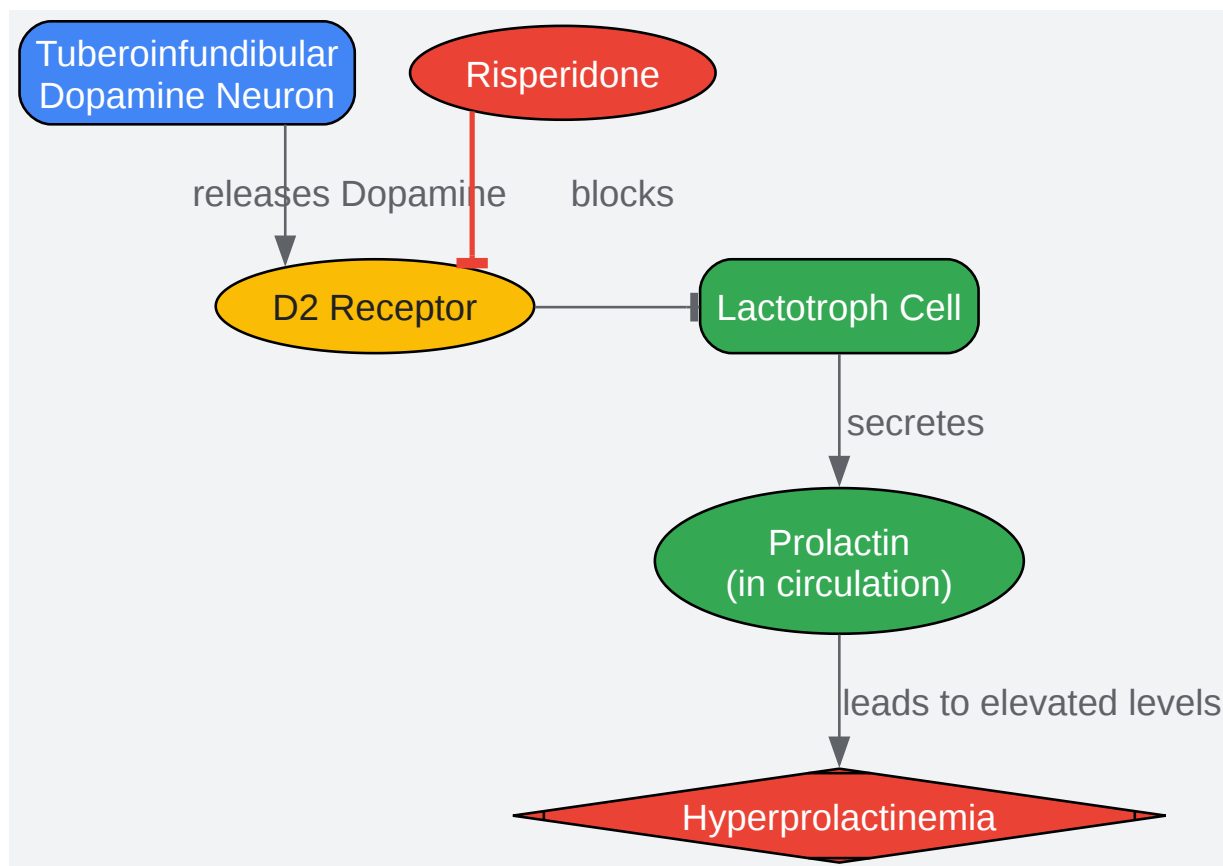 Tuberoinfundibular
Dopamine Neuron
Risperidone
releases Dopamine
blocks
D2 Receptor
Lactotroph Cell
secretes
Prolactin
(in circulation)
leads to elevated levels
Hyperprolactinemia